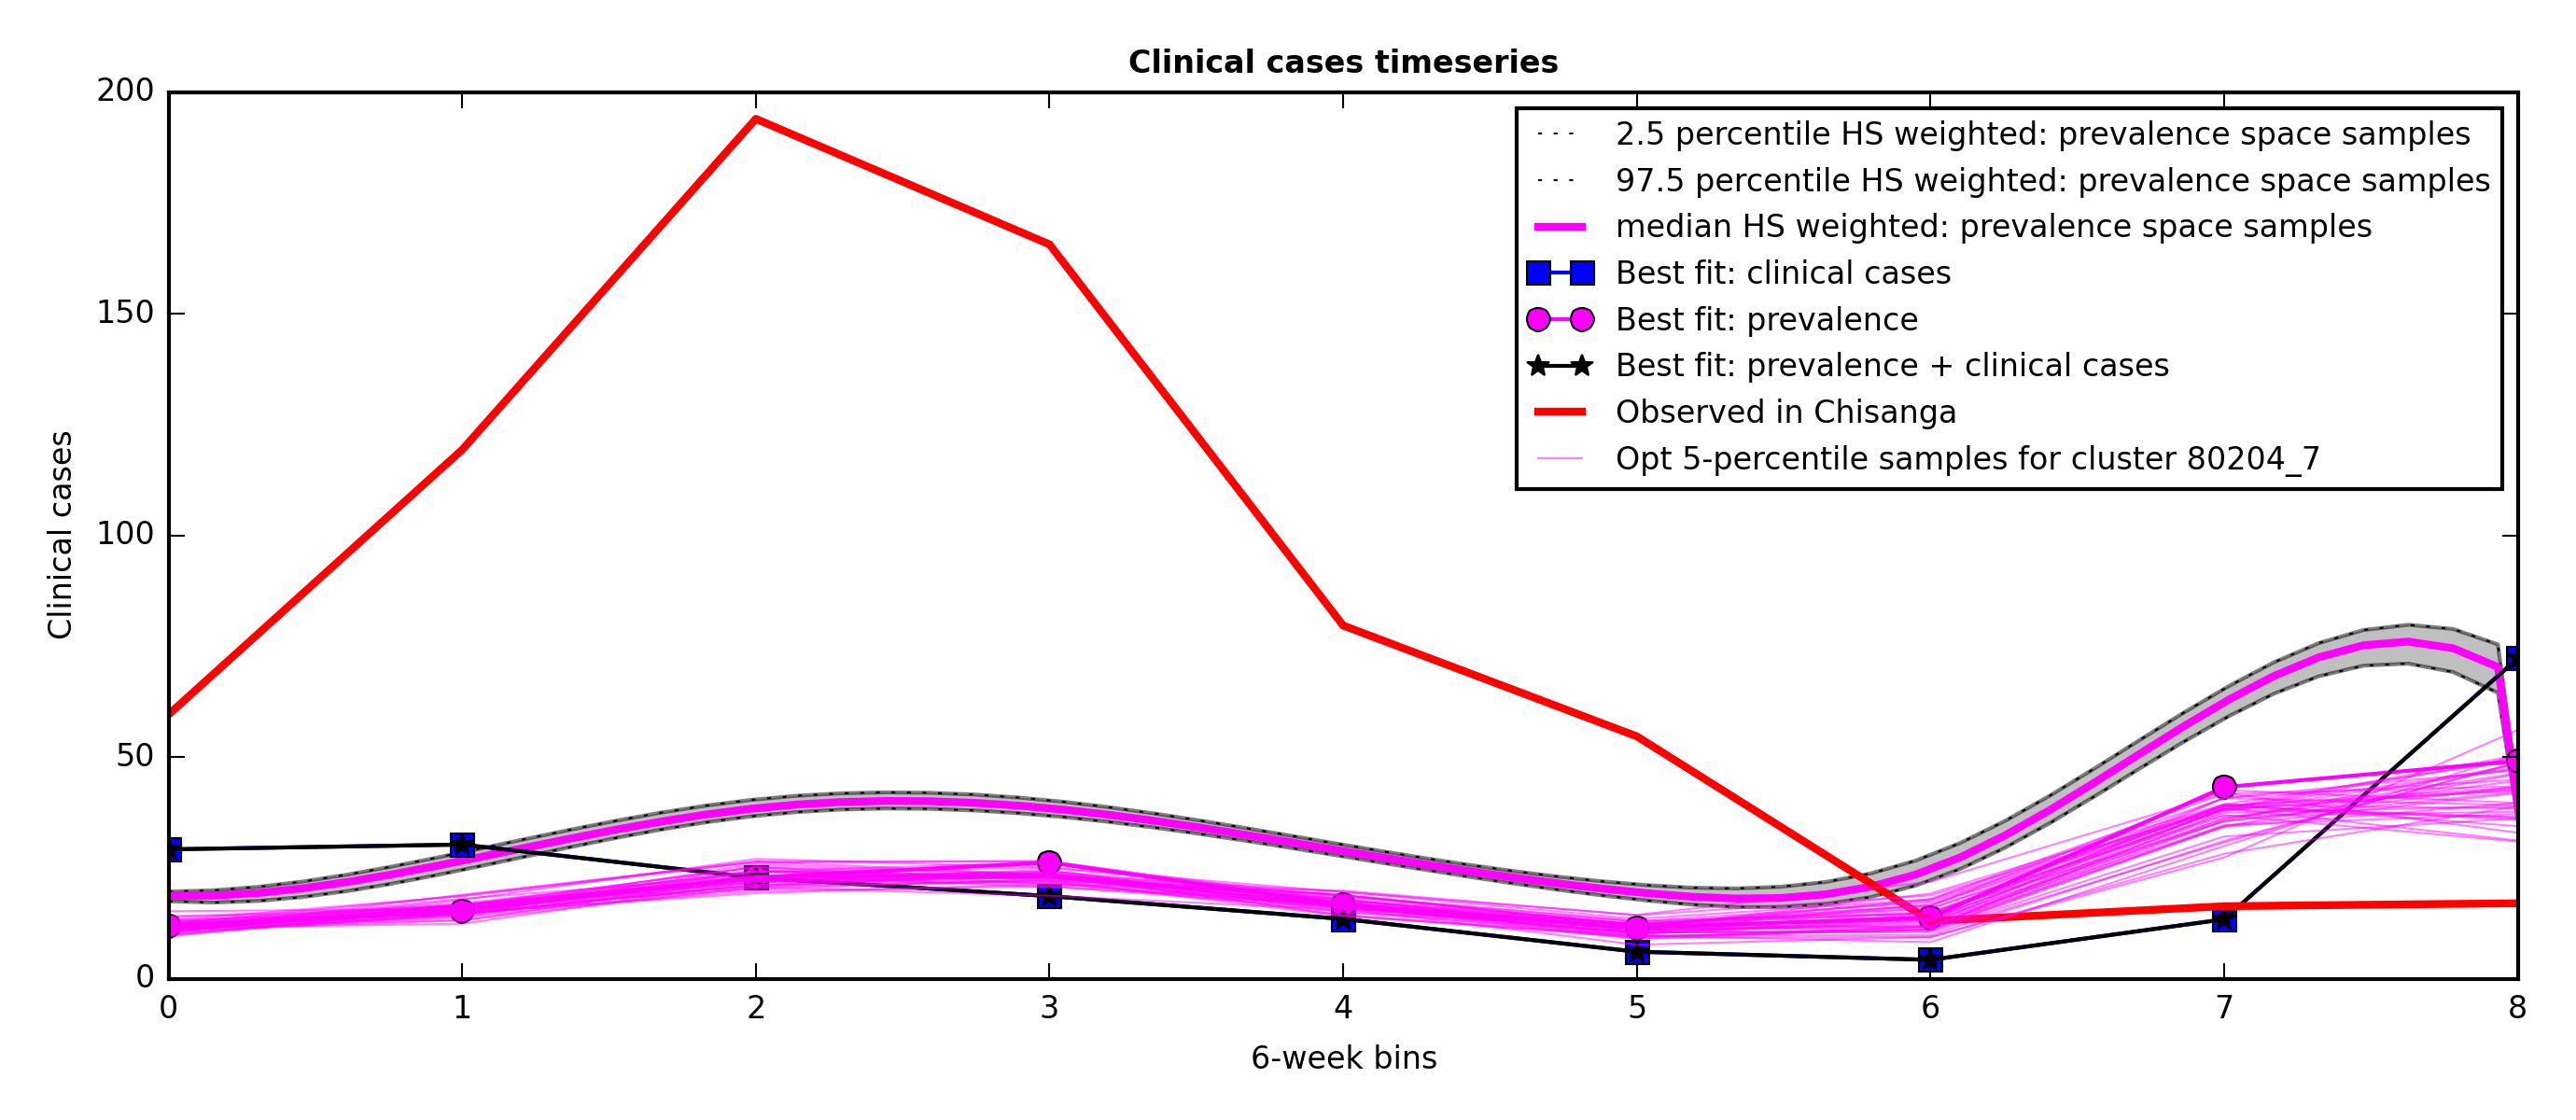 Clinical cases timeseries
200
150
100
50
0
Clinical cases
2.5 percentile HS weighted: prevalence space samples
97.5 percentile HS weighted: prevalence space samples
median HS weighted: prevalence space samples
Best fit: clinical cases
Best fit: prevalence
Best fit: prevalence + clinical cases
Observed in Chisanga
Opt 5-percentile samples for cluster 80204_7
0 1 2 3 4 5 6 7 8
6-week bins